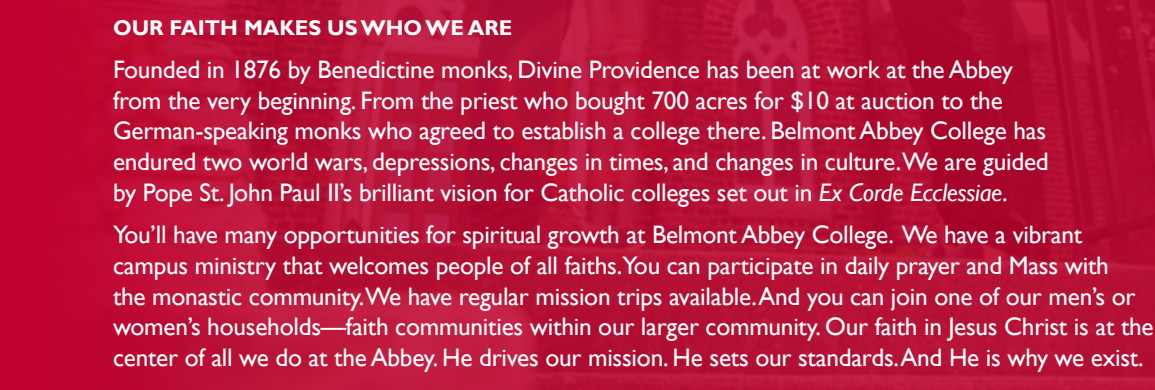 OUR FAITH MAKES US WHO WE ARE
Founded in 1876 by Benedictine monks, Divine Providence has been at work at the Abbey
from the very beginning. From the priest who bought 700 acres for $10 at auction to the
German-speaking monks who agreed to establish a college there. Belmont Abbey College has
endured two world wars, depressions, changes in times, and changes in culture. We are guided
by Pope St. John Paul II’s brilliant vision for Catholic colleges set out in Ex Corde Ecclessiae.
You’ll have many opportunities for spiritual growth at Belmont Abbey College. We have a vibrant
campus ministry that welcomes people of all faiths. You can participate in daily prayer and Mass with
the monastic community. We have regular mission trips available. And you can join one of our men’s or
women’s households—faith communities within our larger community. Our faith in Jesus Christ is at the
center of all we do at the Abbey. He drives our mission. He sets our standards. And He is why we exist.